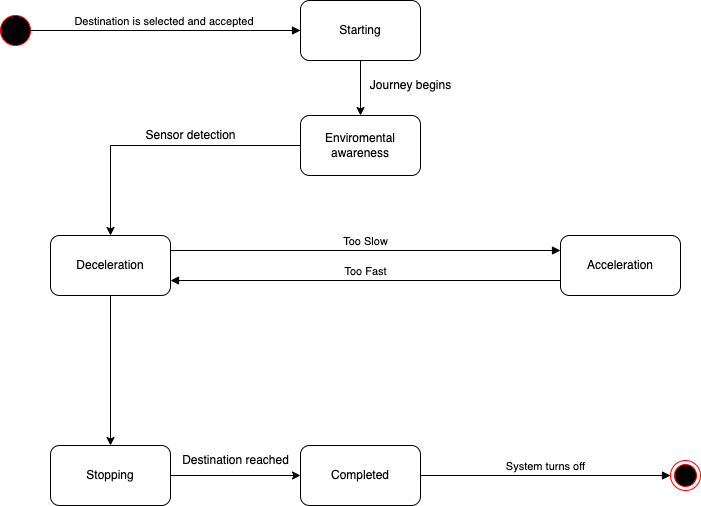 Destination is selected and accepted
Starting
Journey begins
Enviromental
awareness
Sensor detection
Too Slow
Deceleration
Acceleration
Too Fast
Destination reached
System turns off
Stopping
Completed